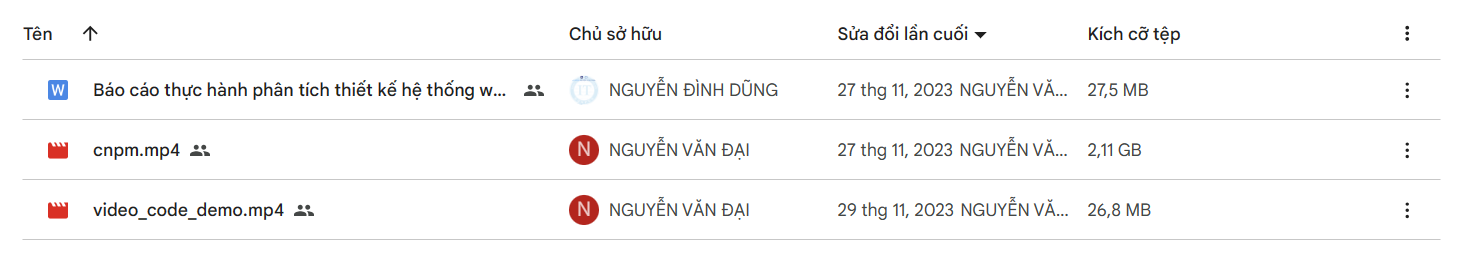 Tên Chủ sở hữu Sửa đổi lần cuối Kích cỡ tệp
W Báo cáo thực hành phân tích thiết kế hệ thống w... IT NGUYỄN ĐÌNH DŨNG 27 thg 11, 2023 NGUYỄN VĂ... 27,5 MB
cnpm.mp4 N NGUYỄN VĂN ĐẠI 27 thg 11, 2023 NGUYỄN VĂ... 2,11 GB
video_code_demo.mp4 N NGUYỄN VĂN ĐẠI 29 thg 11, 2023 NGUYỄN VĂ... 26,8 MB